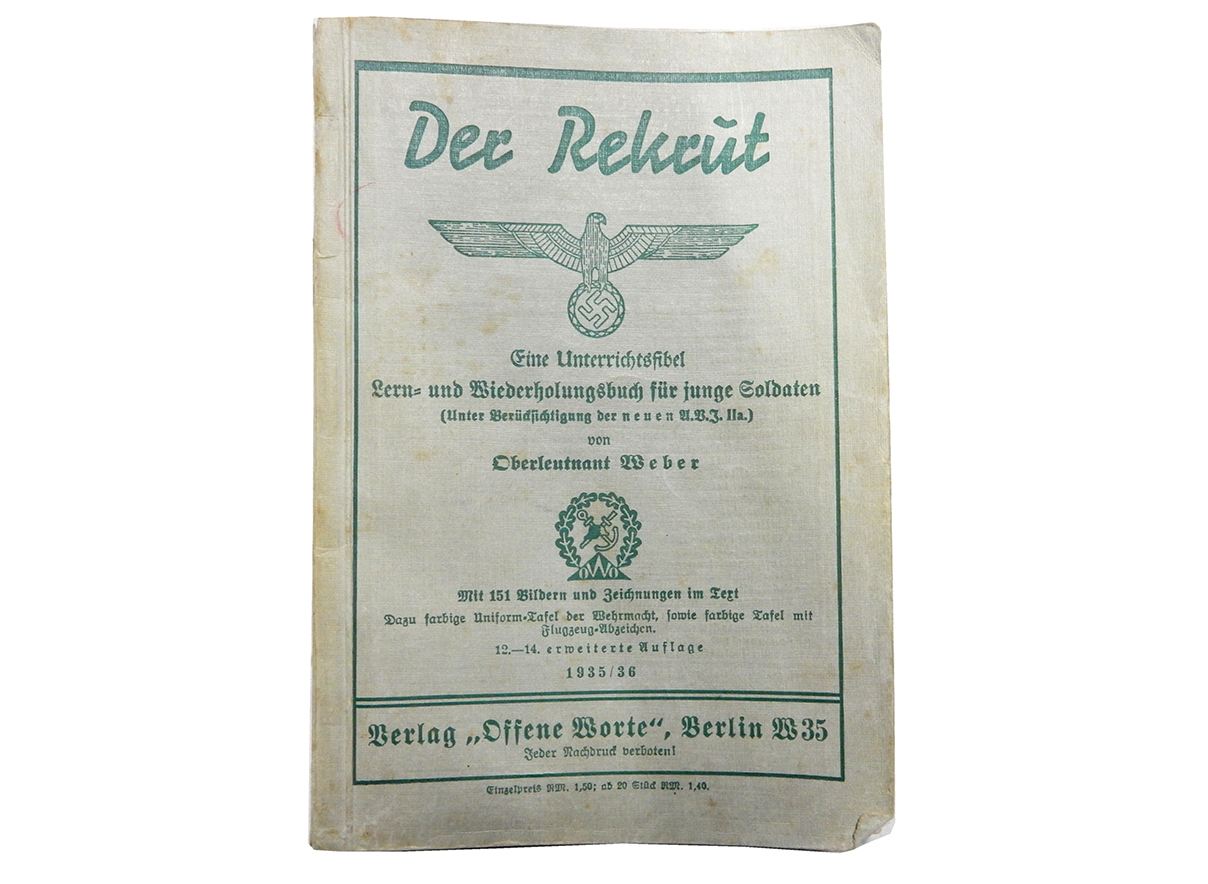 Der Rekrut
Eine Unterrichtsfibel
Lern- und Wiederholungsbuch für junge Soldaten
(Unter Berücksichtigung der neuen A.V.I. IIa.)
von
Oberleutnant Weber
OWO
Mit 151 Bildern und Zeichnungen im Text
Dazu farbige Uniform-Tafel der Wehrmacht, sowie farbige Tafel mit
Flugzeug-Abzeichen.
12.—14. erweiterte Auflage
1935/36
Verlag „Offene Worte“, Berlin W 35
Jeder Nachdruck verboten!
Einzelpreis RM. 1,50; ab 20 Stück RM. 1,40.